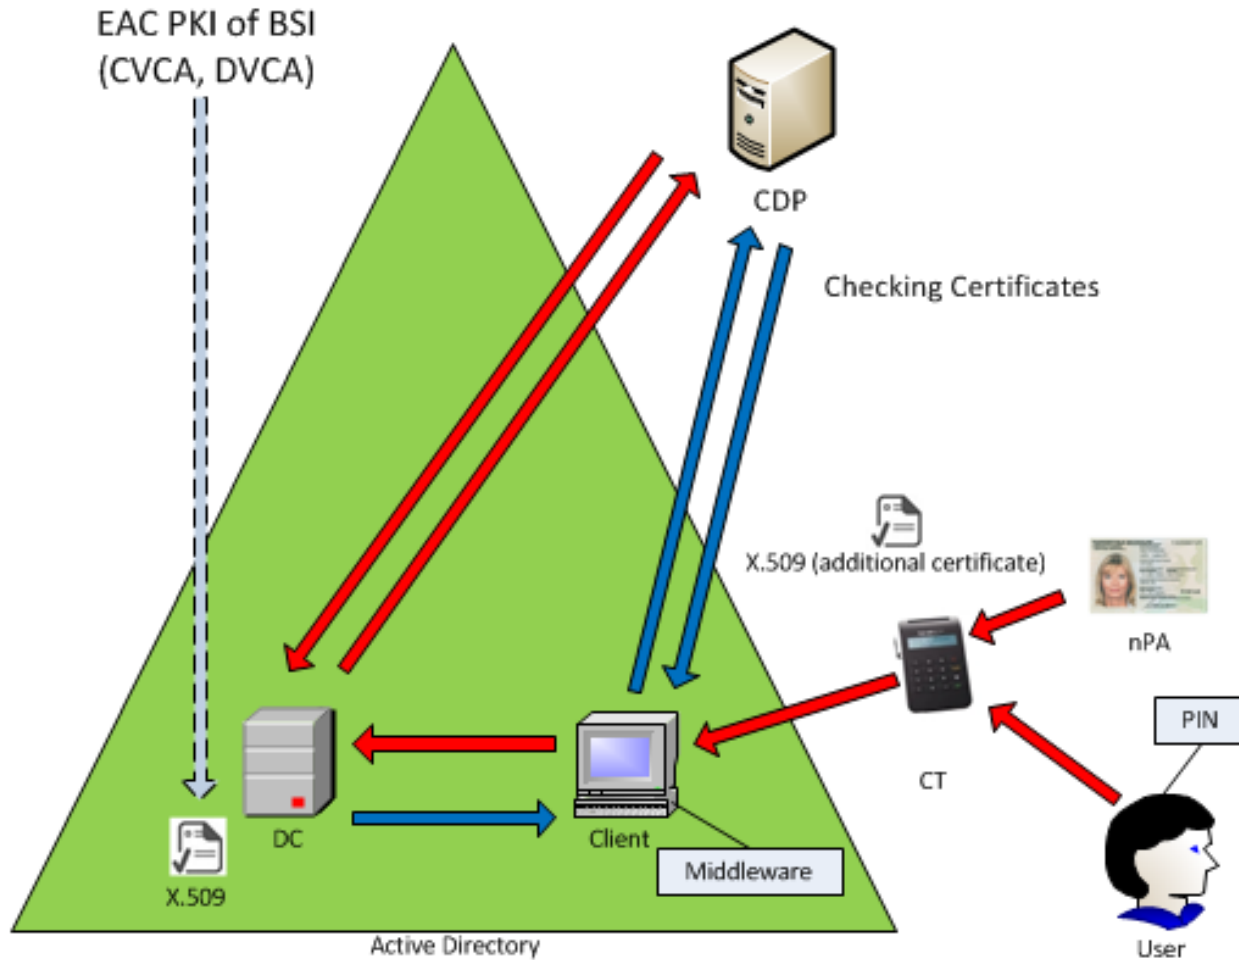 EAC PKI of BSI
(CVCA, DVCA)
CDP
Checking Certificates
X.509 (additional certificate)
nPA
PIN
CT
DC
Client
Middleware
X.509
Active Directory
User